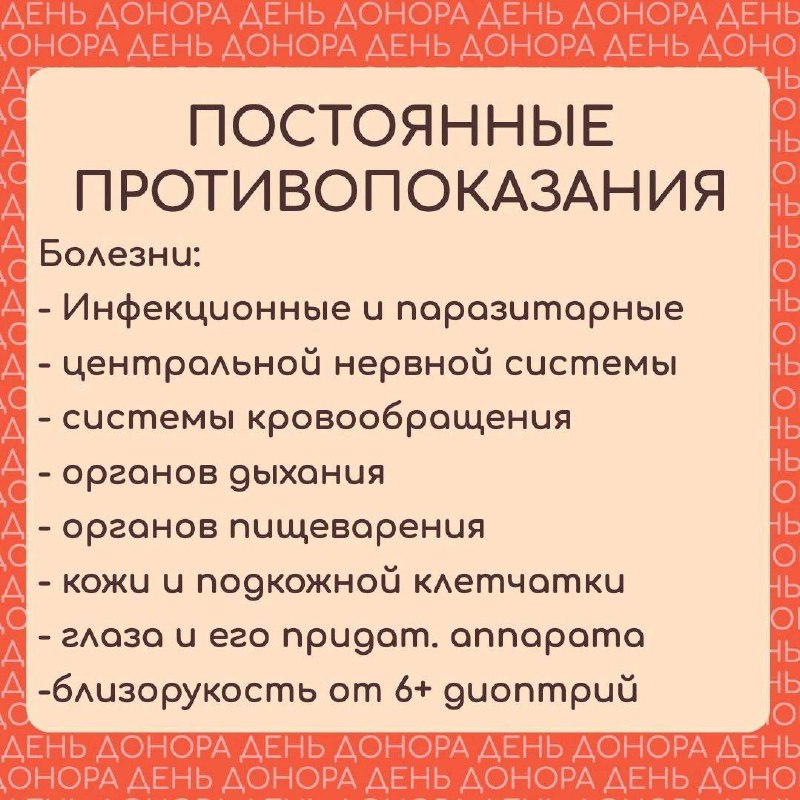 ДЕНЬ ДОНОРА ДЕНЬ ДОНОРА ДЕНЬ ДОНОРА ДЕНЬ
ДОНОРА ДЕНЬ ДОНОРА ДЕНЬ ДОНОРА ДЕНЬ ДОНО
ПОСТОЯННЫЕ
ПРОТИВОПОКАЗАНИЯ
Болезни:
- Инфекционные и паразитарные
- центральной нервной системы
- системы кровообращения
- органов дыхания
- органов пищеварения
- кожи и подкожной клетчатки
- глаза и его придат. аппарата
-близорукость от 6+ диоптрий
ДЕНЬ ДОНОРА ДЕНЬ ДОНОРА ДЕНЬ ДОНОРА ДЕНЬ
ДОНОРА ДЕНЬ ДОНОРА ДЕНЬ ДОНОРА ДЕНЬ ДОНО